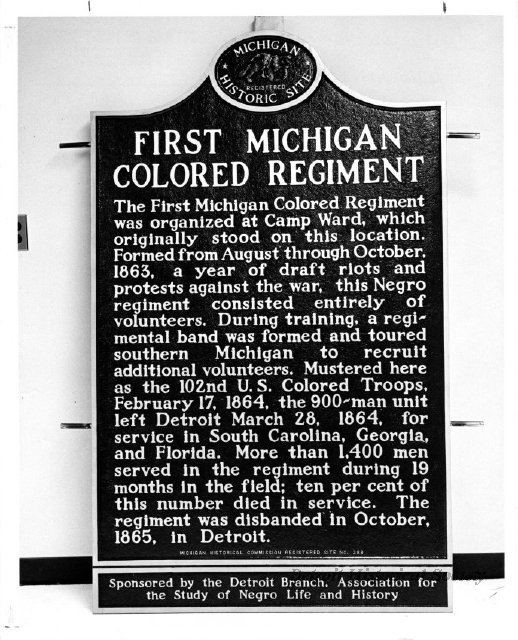 MICHIGAN
REGISTERED
HISTORIC SITE
FIRST MICHIGAN
COLORED REGIMENT
The First Michigan Colored Regiment
was organized at Camp Ward, which
originally stood on this location.
Formed from August through October,
1863, a year of draft riots and
protests against the war, this Negro
regiment consisted entirely of
volunteers. During training, a regi-
mental band was formed and toured
southern Michigan to recruit
additional volunteers. Mustered here
as the 102nd U. S. Colored Troops,
February 17, 1864, the 900-man unit
left Detroit March 28, 1864, for
service in South Carolina, Georgia,
and Florida. More than 1,400 men
served in the regiment during 19
months in the field; ten per cent of
this number died in service. The
regiment was disbanded in October,
1865, in Detroit.
MICHIGAN HISTORICAL COMMISSION REGISTERED SITE NO.
Sponsored by the Detroit Branch, Association for
the Study of Negro Life and History